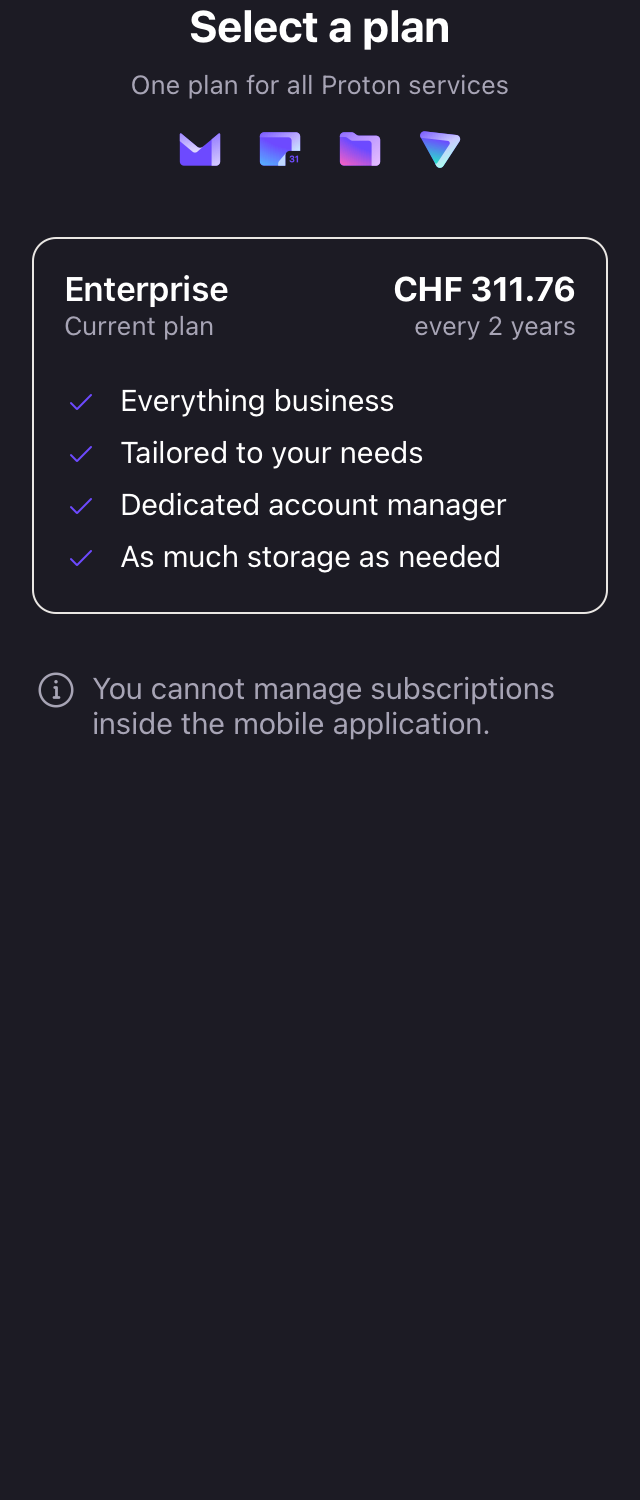 Select a plan
One plan for all Proton services
31
Enterprise
CHF 311.76
Current plan
every 2 years
Everything business
Tailored to your needs
Dedicated account manager
As much storage as needed
You cannot manage subscriptions
inside the mobile application.